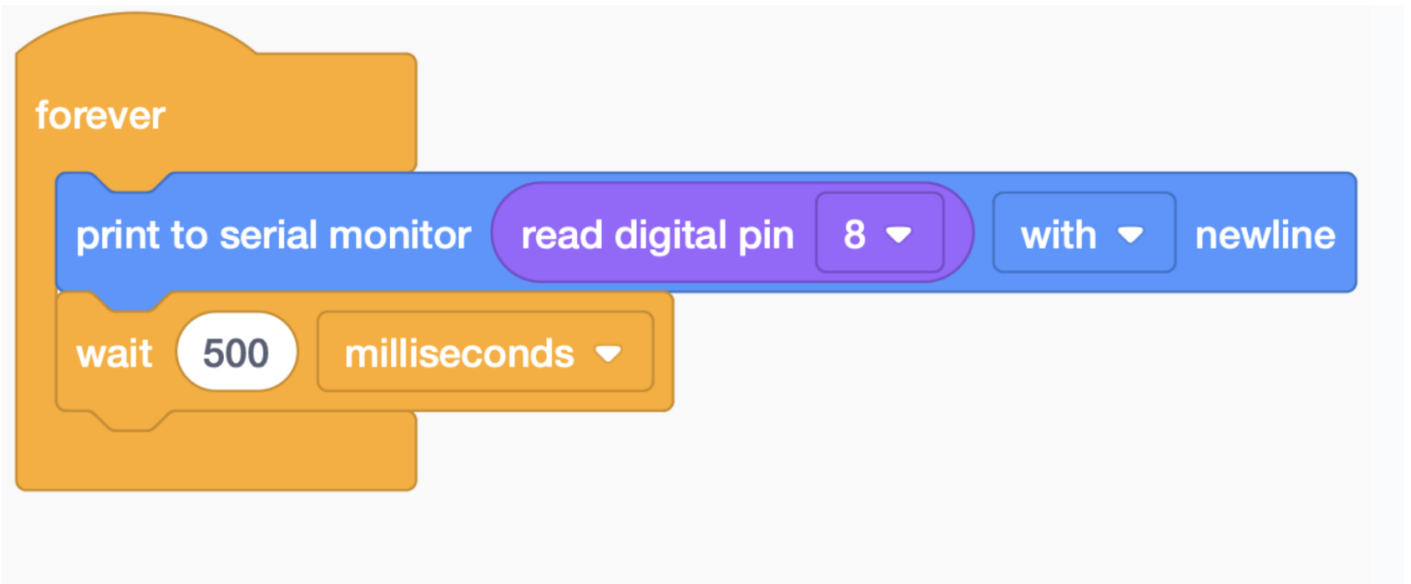 forever
print to serial monitor read digital pin 8 with newline
wait 500 milliseconds